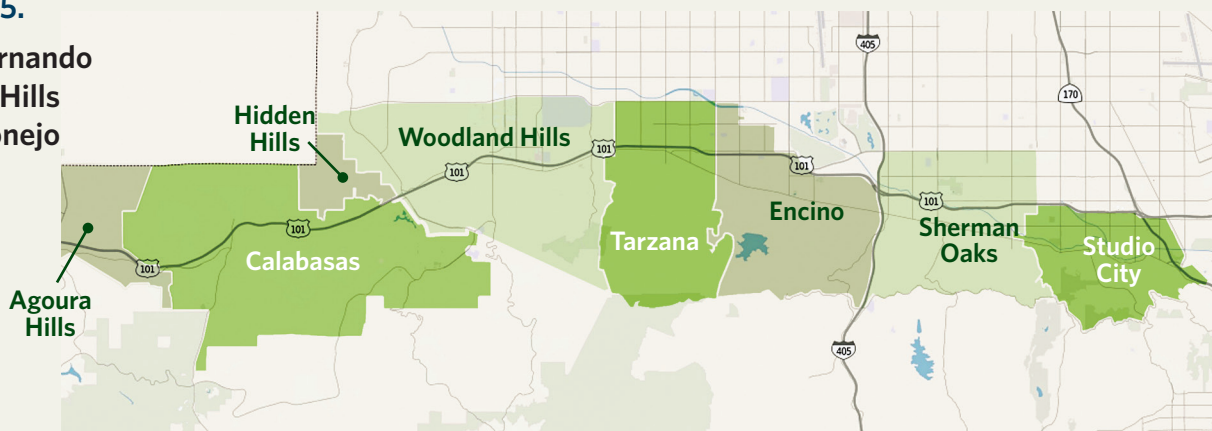 5.
rnando
Hills
onejo
Hidden
Hills
Woodland Hills
Agoura
Hills
Calabasas
Tarzana
Encino
Sherman
Oaks
Studio
City
101
101
101
101
101
101
405
405
170